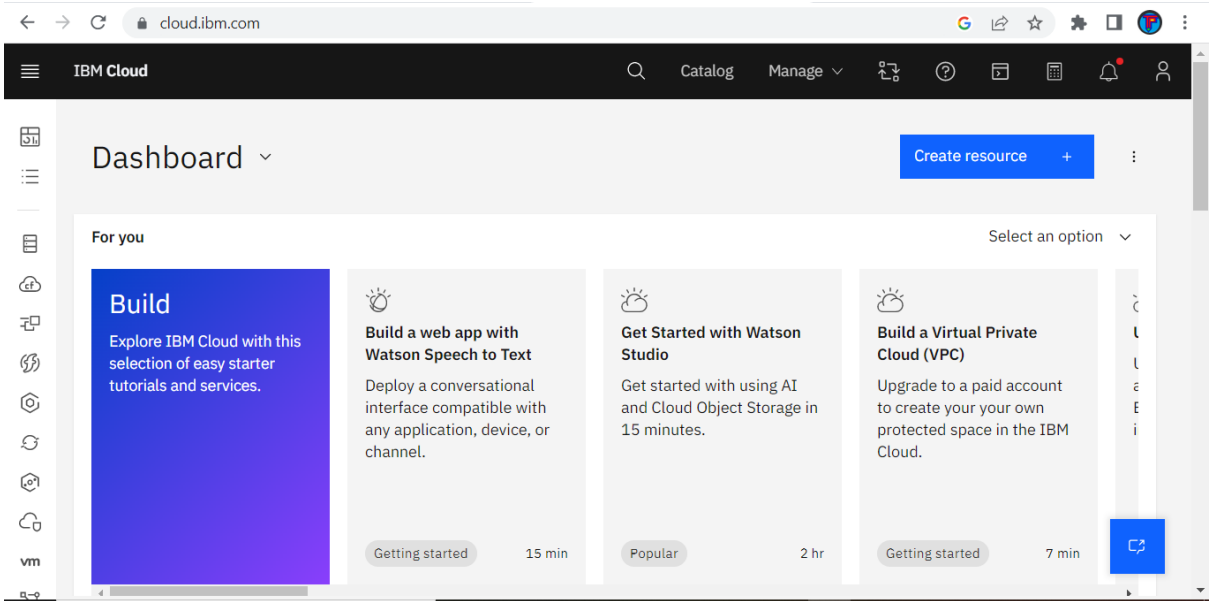 cloud.ibm.com
IBM Cloud
Catalog
Manage
Dashboard
Create resource +
For you
Select an option
Build
Explore IBM Cloud with this
selection of easy starter
tutorials and services.
Build a web app with
Watson Speech to Text
Deploy a conversational
interface compatible with
any application, device, or
channel.
Getting started
15 min
Get Started with Watson
Studio
Get started with using AI
and Cloud Object Storage in
15 minutes.
Popular
2 hr
Build a Virtual Private
Cloud (VPC)
Upgrade to a paid account
to create your your own
protected space in the IBM
Cloud.
Getting started
7 min
cf
vm